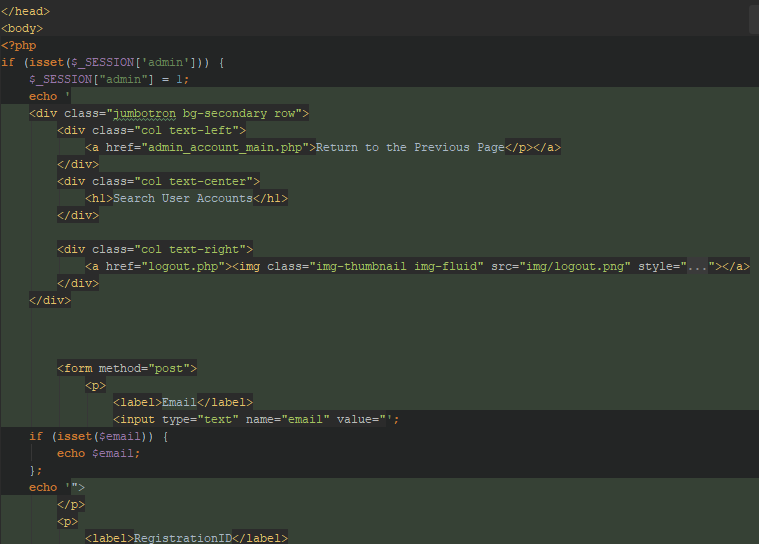 </head>
<body>
<?php
if (isset($_SESSION['admin'])) {
    $_SESSION["admin"] = 1;
    echo '
    <div class="jumbotron bg-secondary row">
        <div class="col text-left">
            <a href="admin_account_main.php">Return to the Previous Page</p></a>
        </div>
        <div class="col text-center">
            <h1>Search User Accounts</h1>
        </div>

        <div class="col text-right">
            <a href="logout.php"><img class="img-thumbnail img-fluid" src="img/logout.png" style="..."></a>
        </div>
    </div>



        <form method="post">
            <p>
                <label>Email</label>
                <input type="text" name="email" value="';
    if (isset($email)) {
        echo $email;
    };
    echo '">
        </p>
        <p>
            <label>RegistrationID</label>